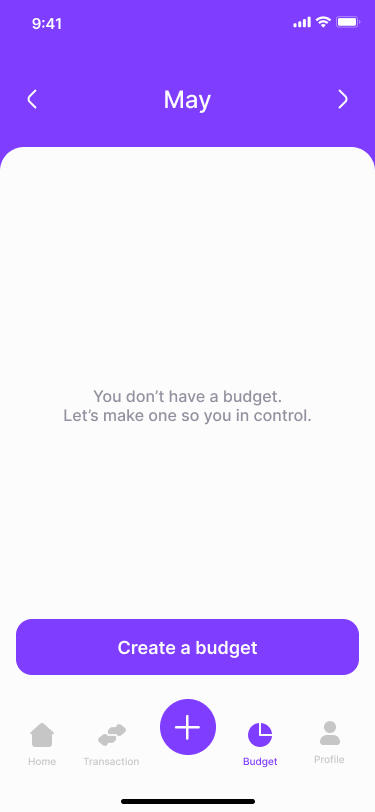 9:41
May
You don’t have a budget.
Let’s make one so you in control.
Create a budget
Home
Transaction
Budget
Profile